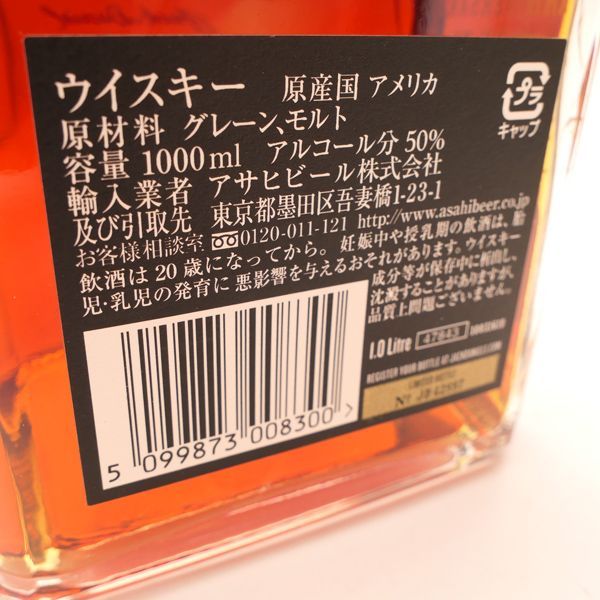 ウイスキー 原産国 アメリカ
原材料 グレーン、モルト
容量 1000ml アルコール分 50%
輸入業者 アサヒビール株式会社
及び引取先 東京都墨田区吾妻橋1-23-1
お客様相談室 0120-011-121 http://www.asahibeer.co.jp
飲酒は20歳になってから。妊娠中や授乳期の飲酒は、胎
児・乳児の発育に悪影響を与えるおそれがあります。ウイスキー
成分等が保存中に析出し、
沈澱することがありますが、
品質上問題ございません。
プラ
キャップ
1.0 Litre
REGISTER YOUR BOTTLE AT JACKDANIELS.COM
LIMITED BOTTLE
5 099873 008300 >